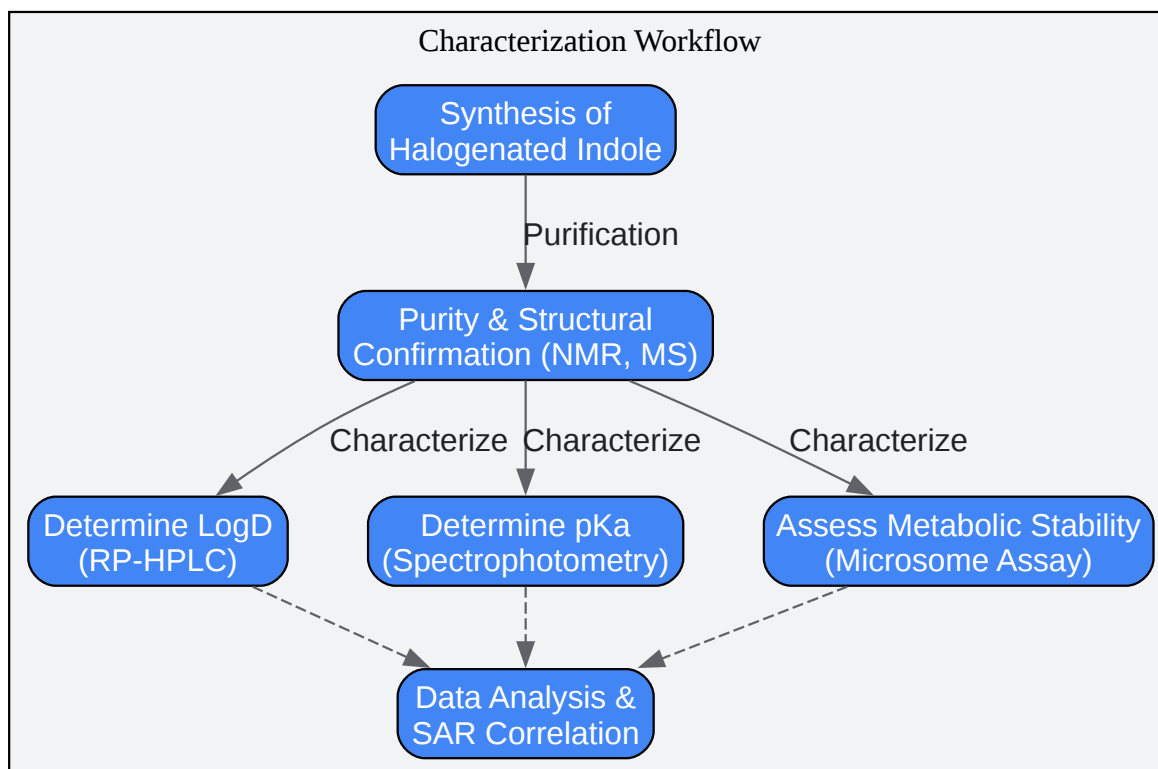 Characterization Workflow
Synthesis of
Halogenated Indole
Purification
Purity & Structural
Confirmation (NMR, MS)
Characterize
Characterize
Characterize
Determine LogD
(RP-HPLC)
Determine pKa
(Spectrophotometry)
Assess Metabolic Stability
(Microsome Assay)
Data Analysis &
SAR Correlation